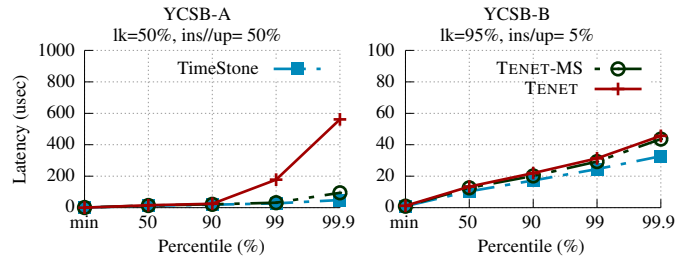 YCSB-A
lk=50%, ins//up= 50%
Latency (usec)
1000
800
600
400
200
0
TimeStone
min 50 90 99 99.9
Percentile (%)
YCSB-B
lk=95%, ins/up= 5%
100
80
60
40
20
0
TENET-MS
TENET
min 50 90 99 99.9
Percentile (%)